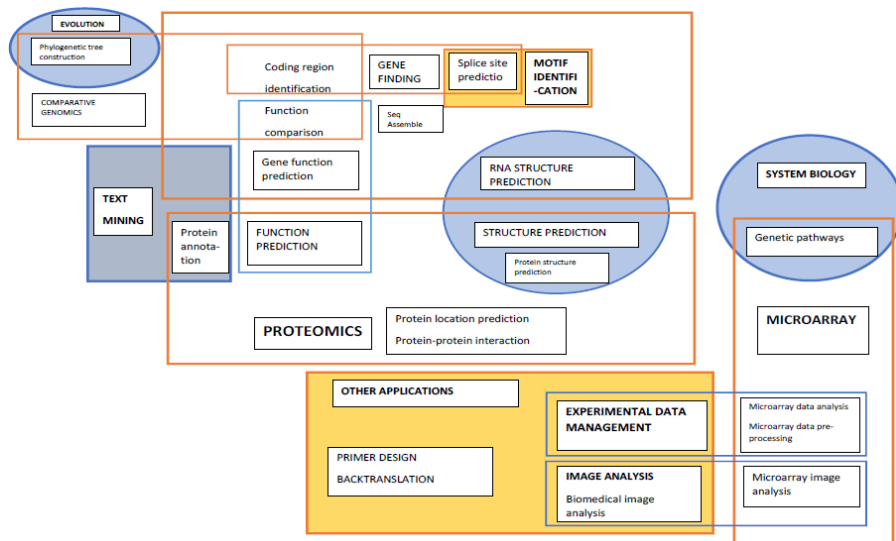 EVOLUTION
Phylogenetic tree
construction
COMPARATIVE
GENOMICS
Coding region
identification
GENE
FINDING
Splice site
predictio
MOTIF
IDENTIFI
-CATION
Function
comparison
Seq
Assemble
Gene function
prediction
RNA STRUCTURE
PREDICTION
SYSTEM BIOLOGY
TEXT
MINING
Protein
annota-
tion
FUNCTION
PREDICTION
STRUCTURE PREDICTION
Protein structure
prediction
Genetic pathways
PROTEOMICS
Protein location prediction
Protein-protein interaction
MICROARRAY
OTHER APPLICATIONS
EXPERIMENTAL DATA
MANAGEMENT
Microarray data analysis
Microarray data pre-
processing
PRIMER DESIGN
BACKTRANSLATION
IMAGE ANALYSIS
Biomedical image
analysis
Microarray image
analysis